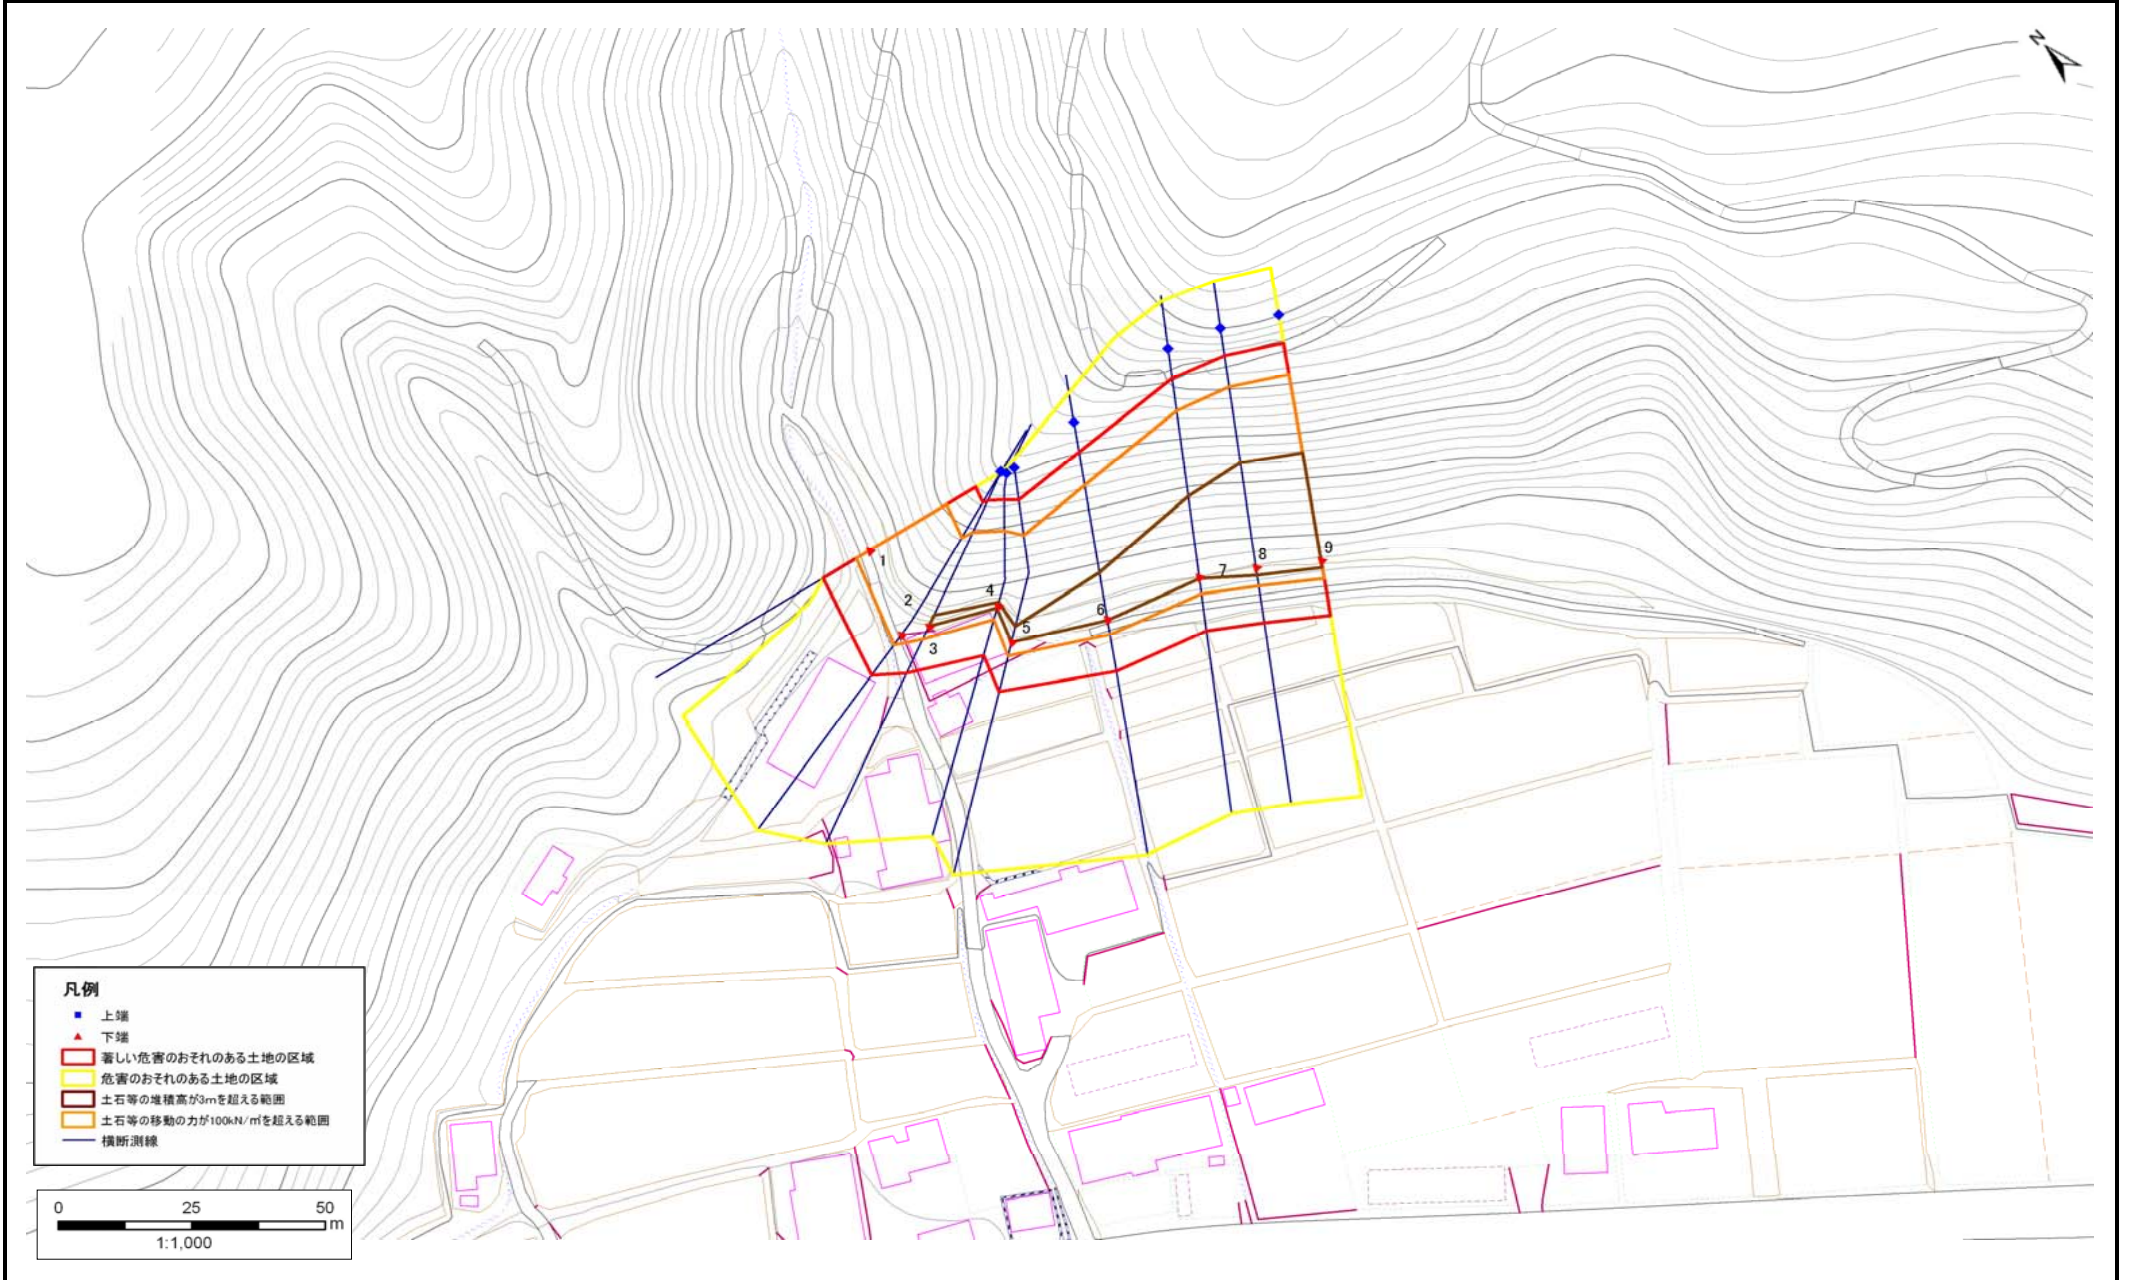 N
1
2
3
4
5
6
7
8
9
凡例
上端
下端
著しい危害のおそれのある土地の区域
危害のおそれのある土地の区域
土石等の堆積高が3mを超える範囲
土石等の移動の力が100kN/㎡を超える範囲
横断測線
0 25 50 m
1:1,000